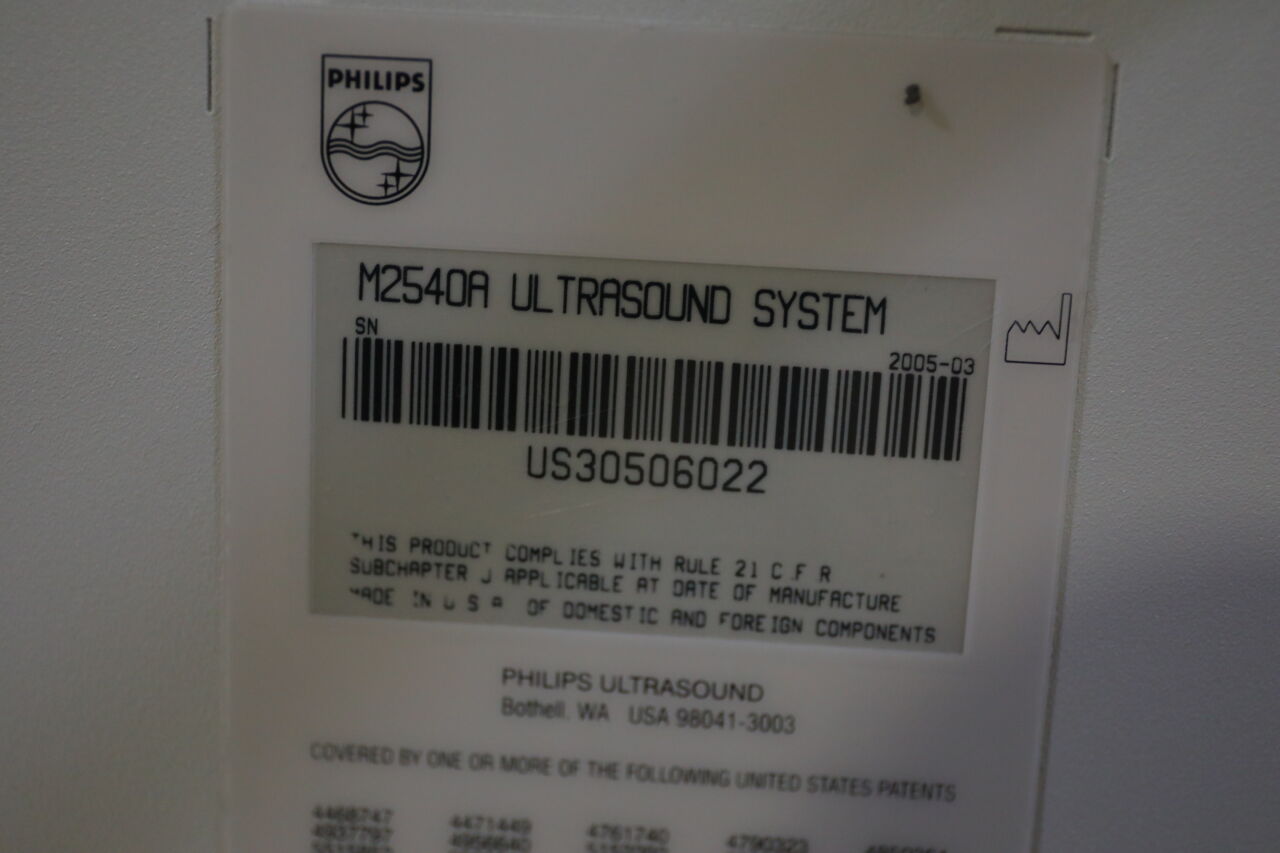 PHILIPS
M2540A ULTRASOUND SYSTEM
SN
2005-03
US30506022
THIS PRODUCT COMPLIES WITH RULE 21 C F R
SUBCHAPTER J APPLICABLE AT DATE OF MANUFACTURE
MADE IN U S A OF DOMESTIC AND FOREIGN COMPONENTS
PHILIPS ULTRASOUND
Bothell, WA USA 98041-3003
COVERED BY ONE OR MORE OF THE FOLLOWING UNITED STATES PATENTS
4468747 4471449 4761740 4790323
4937797 4956640